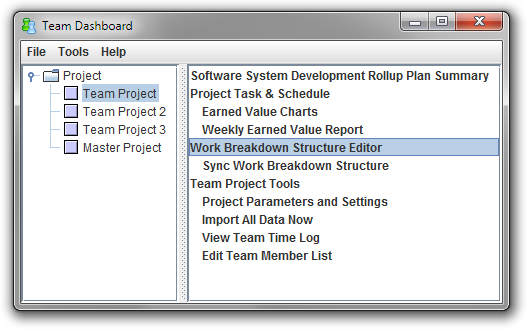 Team Dashboard
File Tools Help
Project
Team Project
Team Project 2
Team Project 3
Master Project
Software System Development Rollup Plan Summary
Project Task & Schedule
Earned Value Charts
Weekly Earned Value Report
Work Breakdown Structure Editor
Sync Work Breakdown Structure
Team Project Tools
Project Parameters and Settings
Import All Data Now
View Team Time Log
Edit Team Member List